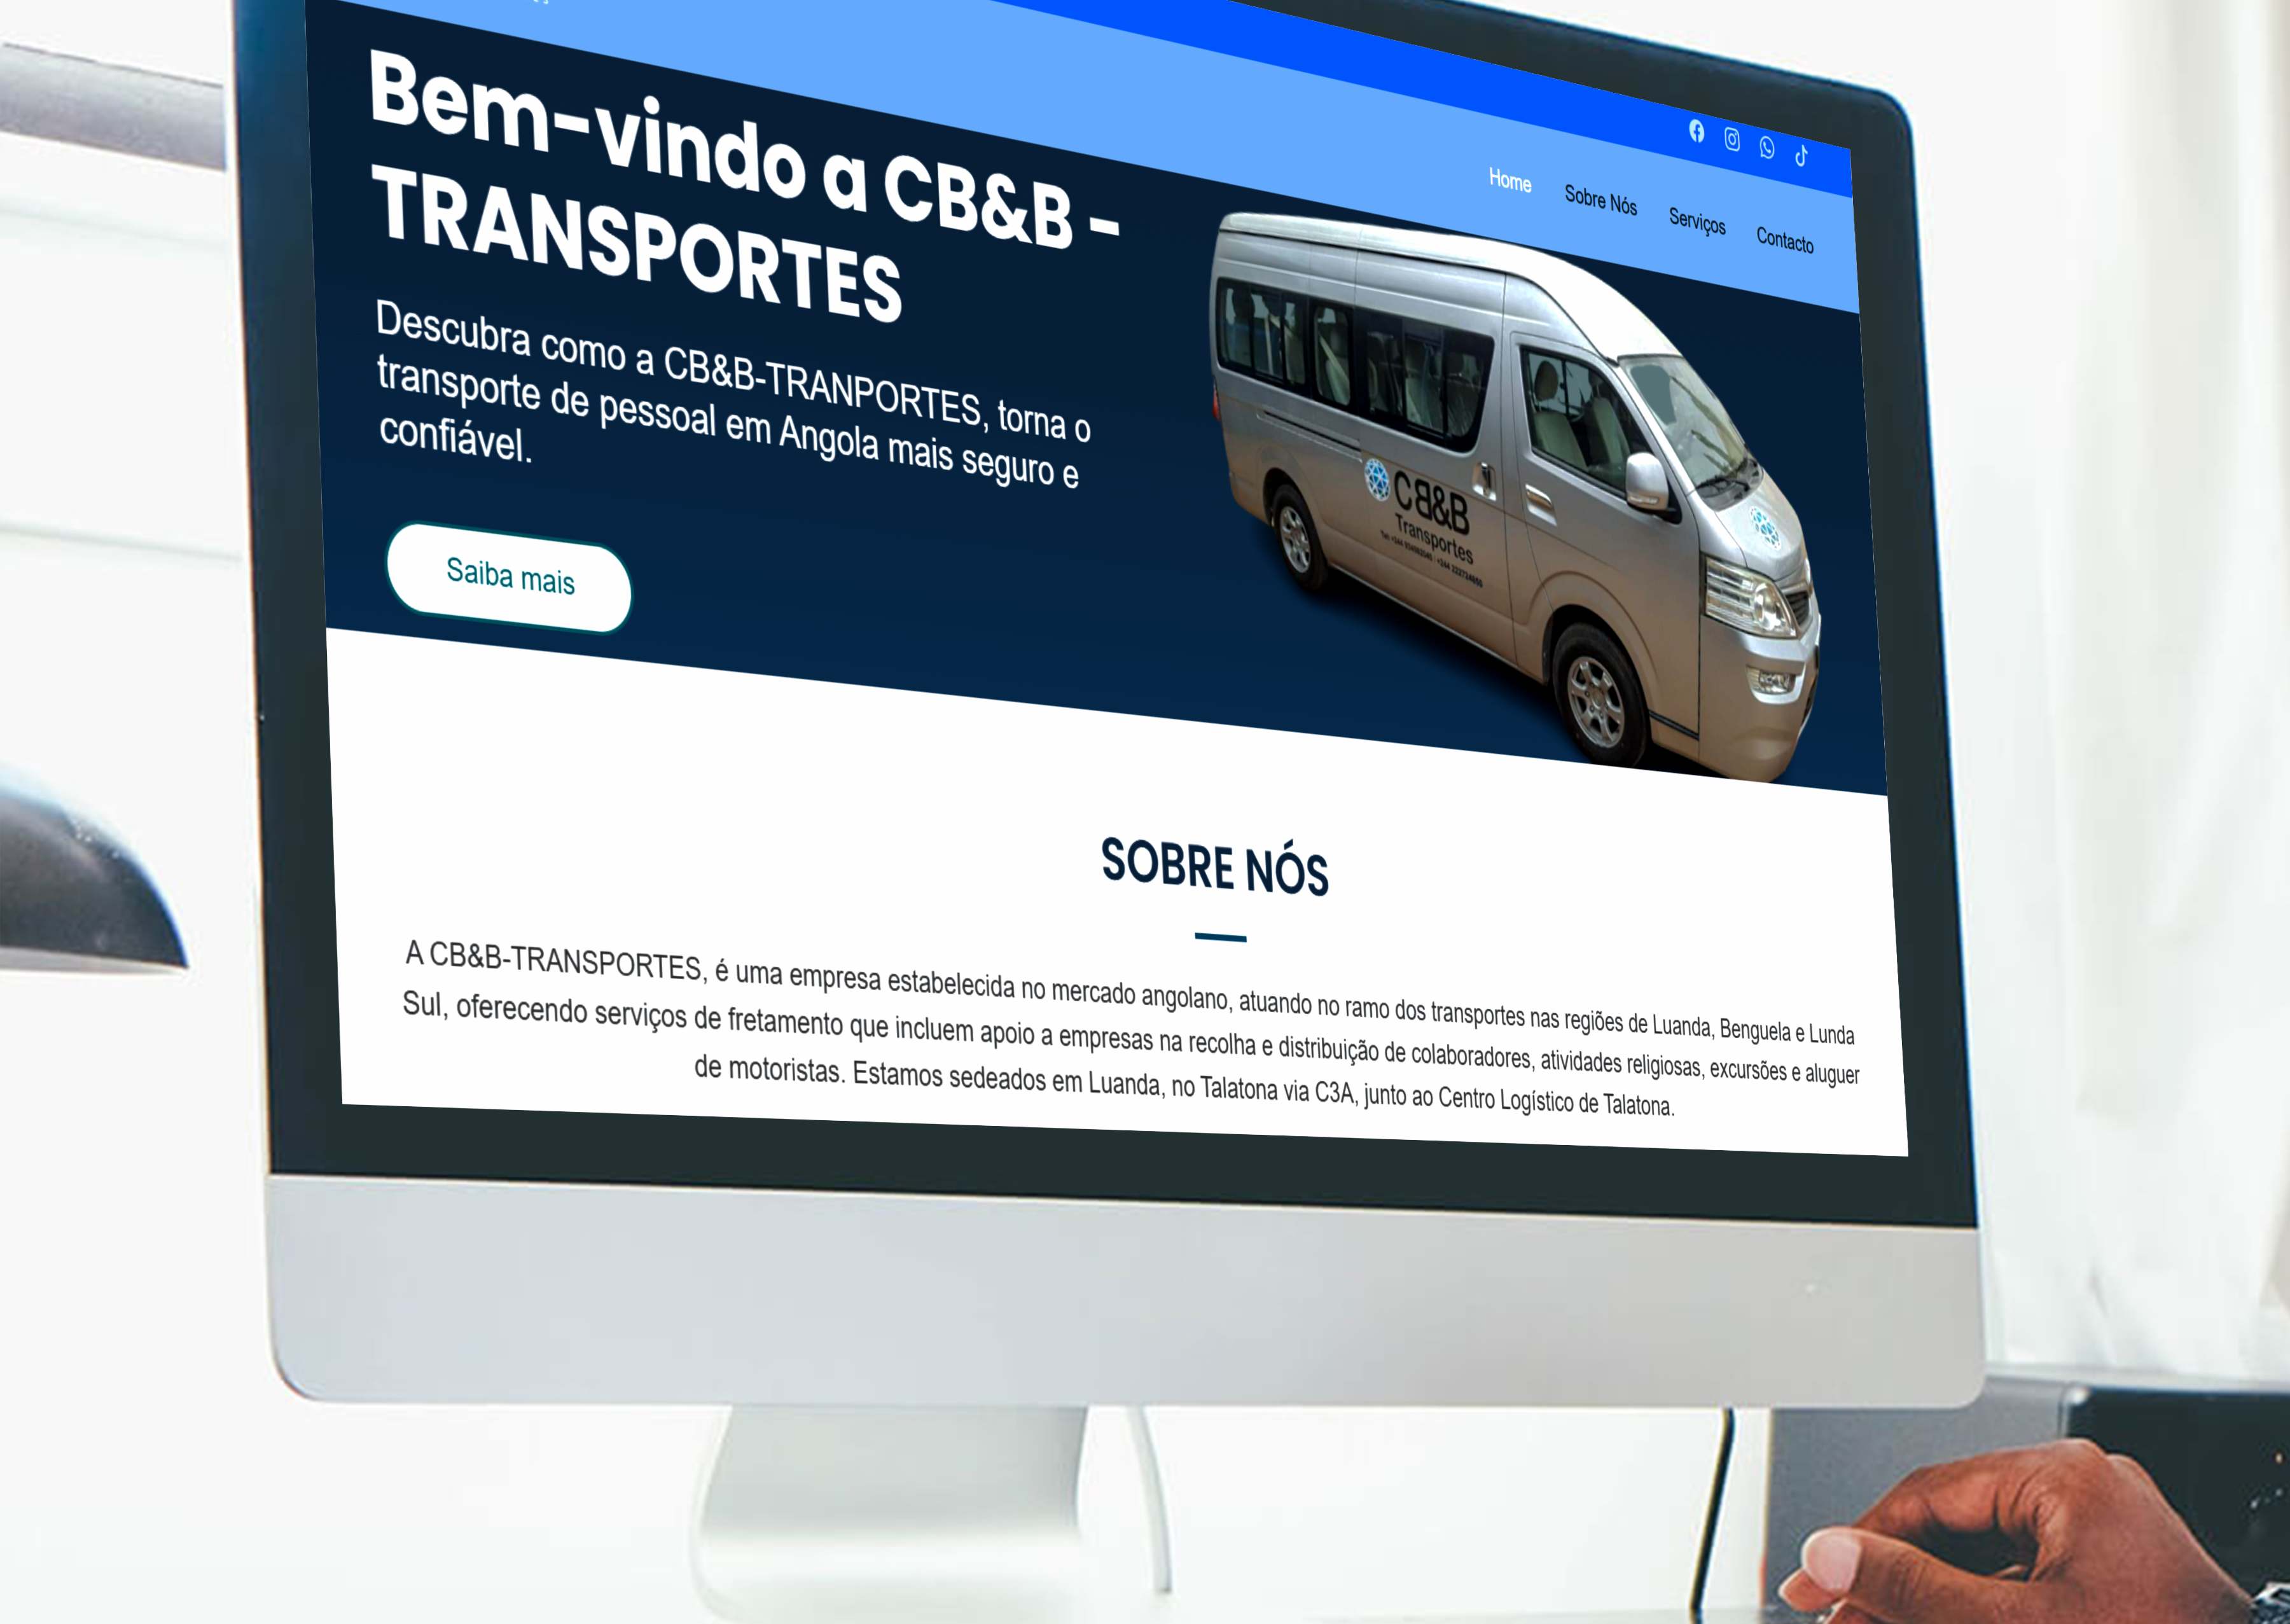 Home
Sobre Nós
Serviços
Contacto
Bem-vindo a CB&B -
TRANSPORTES
Descubra como a CB&B-TRANPORTES, torna o
transporte de pessoal em Angola mais seguro e
confiável.
Saiba mais
CB&B
Transportes
SOBRE NÓS
A CB&B-TRANSPORTES, é uma empresa estabelecida no mercado angolano, atuando no ramo dos transportes nas regiões de Luanda, Benguela e Lunda
Sul, oferecendo serviços de fretamento que incluem apoio a empresas na recolha e distribuição de colaboradores, atividades religiosas, excursões e aluguer
de motoristas. Estamos sedeados em Luanda, no Talatona via C3A, junto ao Centro Logístico de Talatona.